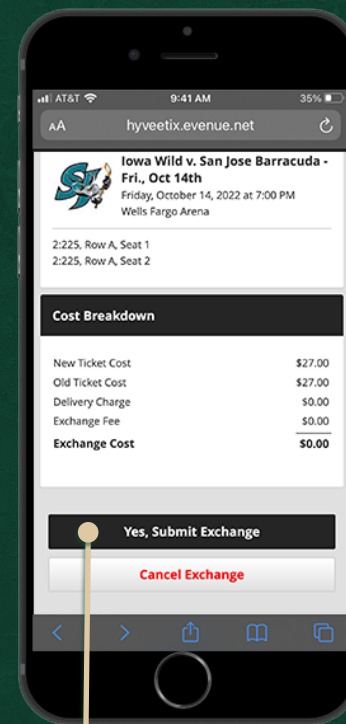 AT&T 9:41 AM 35%
AA hyveetix.evenue.net
Iowa Wild v. San Jose Barracuda -
Fri., Oct 14th
Friday, October 14, 2022 at 7:00 PM
Wells Fargo Arena
2:225, Row A, Seat 1
2:225, Row A, Seat 2
Cost Breakdown
New Ticket Cost $27.00
Old Ticket Cost $27.00
Delivery Charge $0.00
Exchange Fee $0.00
Exchange Cost $0.00
Yes, Submit Exchange
Cancel Exchange